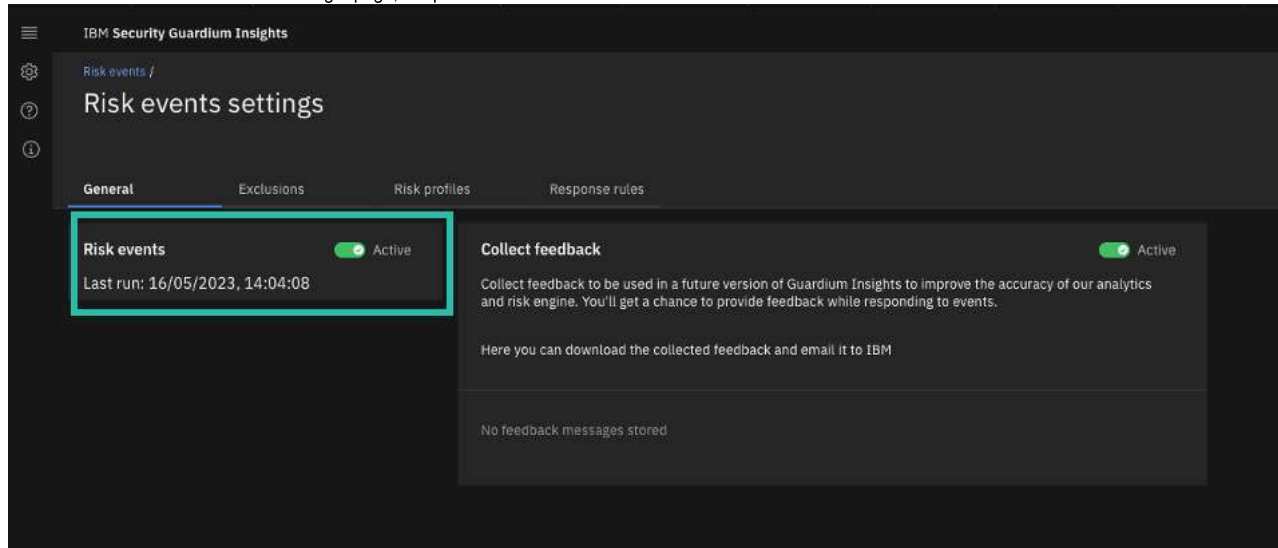 IBM Security Guardium Insights
Risk events /
Risk events settings
General Exclusions Risk profiles Response rules
Risk events Active
Last run: 16/05/2023, 14:04:08
Collect feedback Active
Collect feedback to be used in a future version of Guardium Insights to improve the accuracy of our analytics
and risk engine. You'll get a chance to provide feedback while responding to events.
Here you can download the collected feedback and email it to IBM
No feedback messages stored